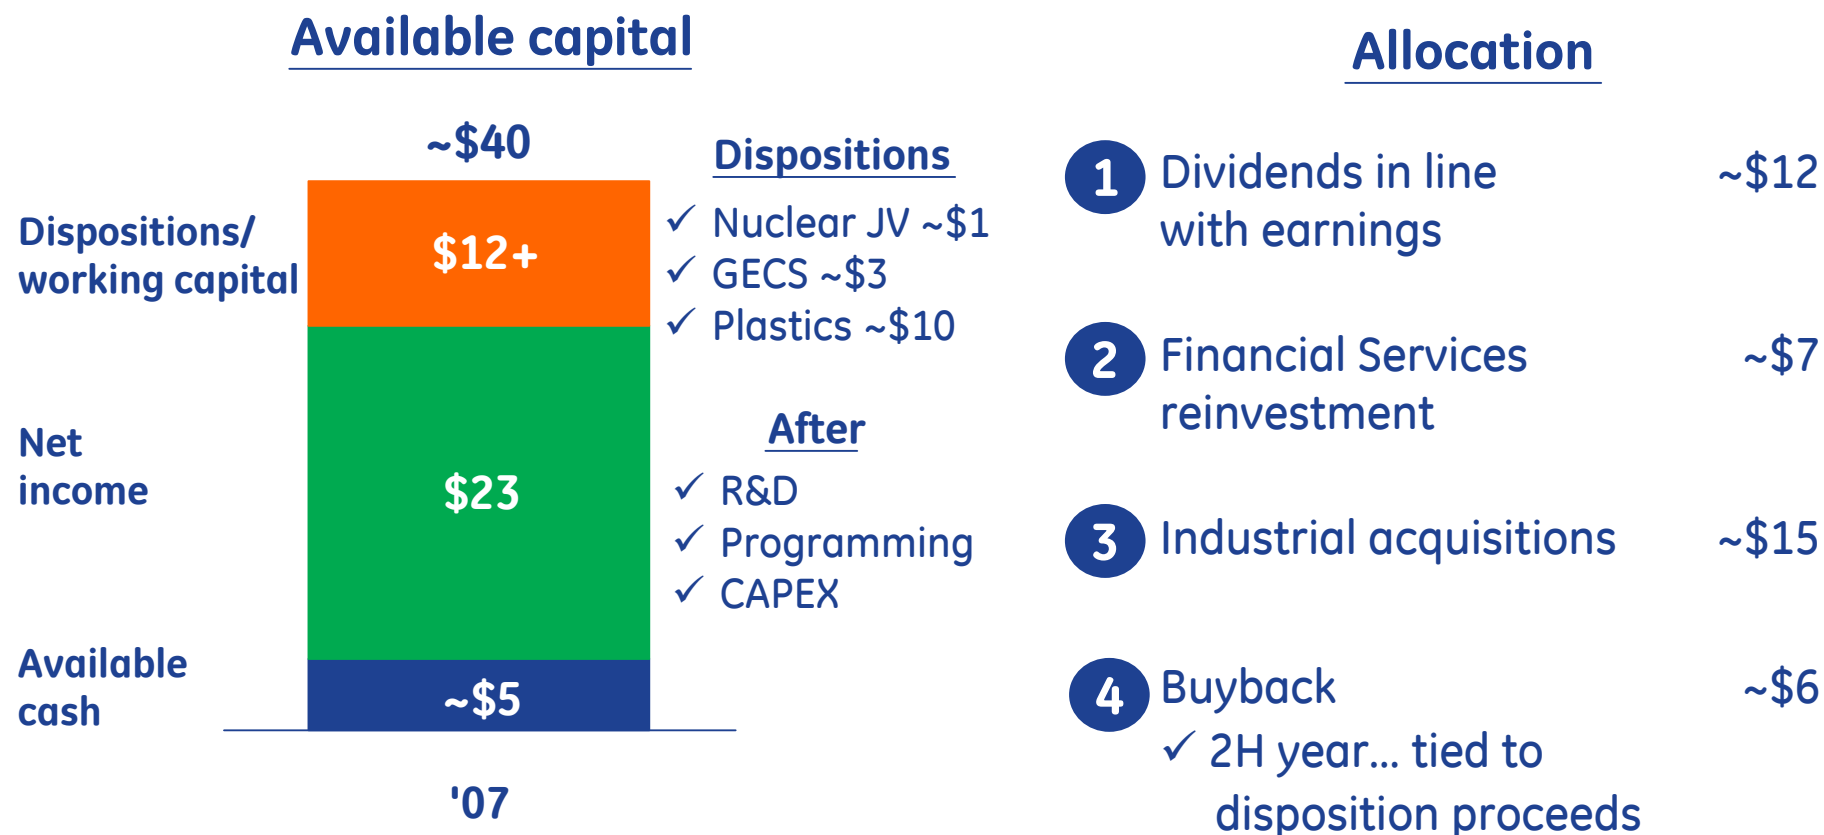 Available capital
~$40
Dispositions/
working capital
$12+
Net
income
$23
Available
cash
~$5
'07
Dispositions
✓ Nuclear JV ~$1
✓ GECS ~$3
✓ Plastics ~$10
After
✓ R&D
✓ Programming
✓ CAPEX
Allocation
1 Dividends in line ~$12
with earnings
2 Financial Services ~$7
reinvestment
3 Industrial acquisitions ~$15
4 Buyback ~$6
✓ 2H year... tied to
disposition proceeds